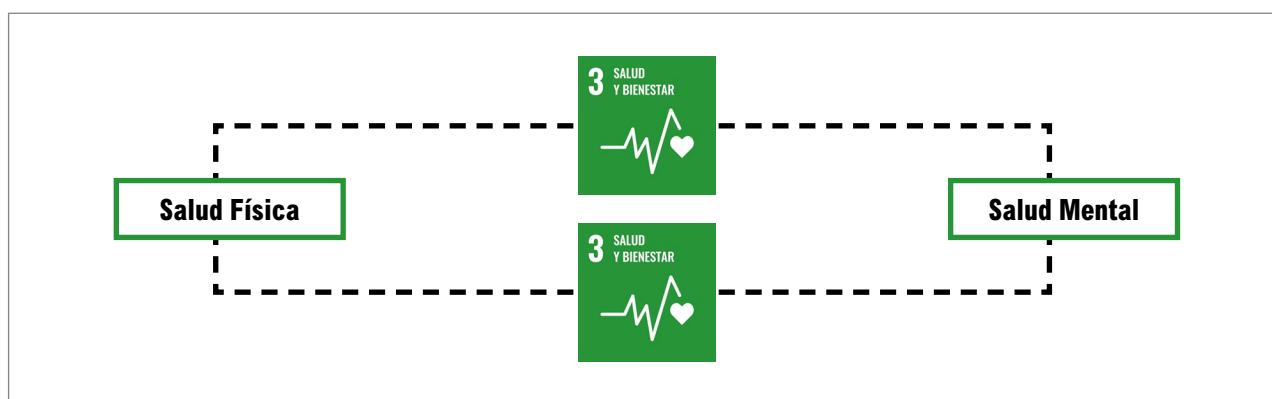 3 SALUD
Y BIENESTAR
Salud Física
Salud Mental
3 SALUD
Y BIENESTAR